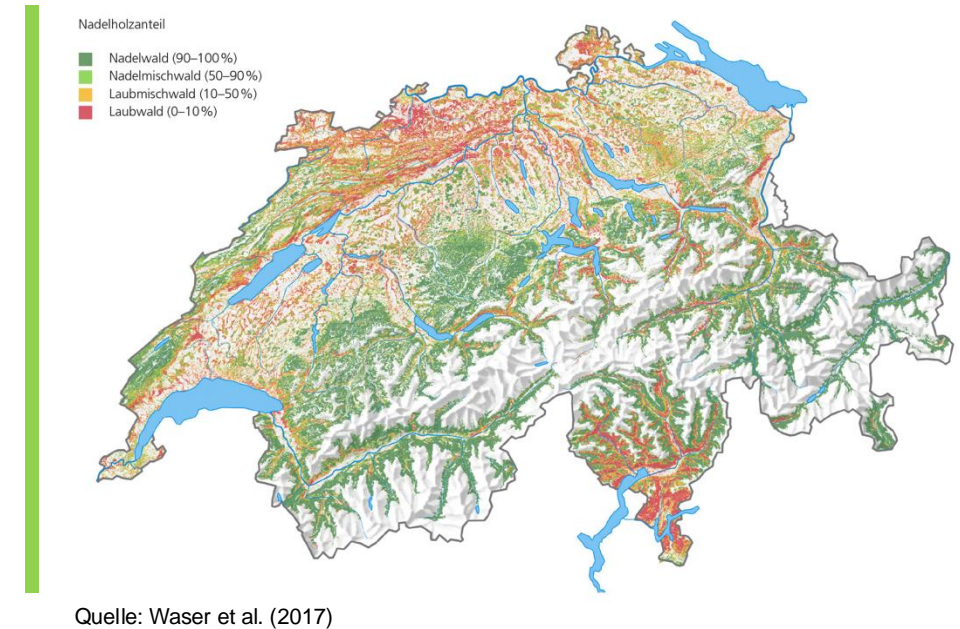 Nadelholzanteil
Nadelwald (90–100%)
Nadelmischwald (50–90%)
Laubmischwald (10–50%)
Laubwald (0–10%)
Quelle: Waser et al. (2017)